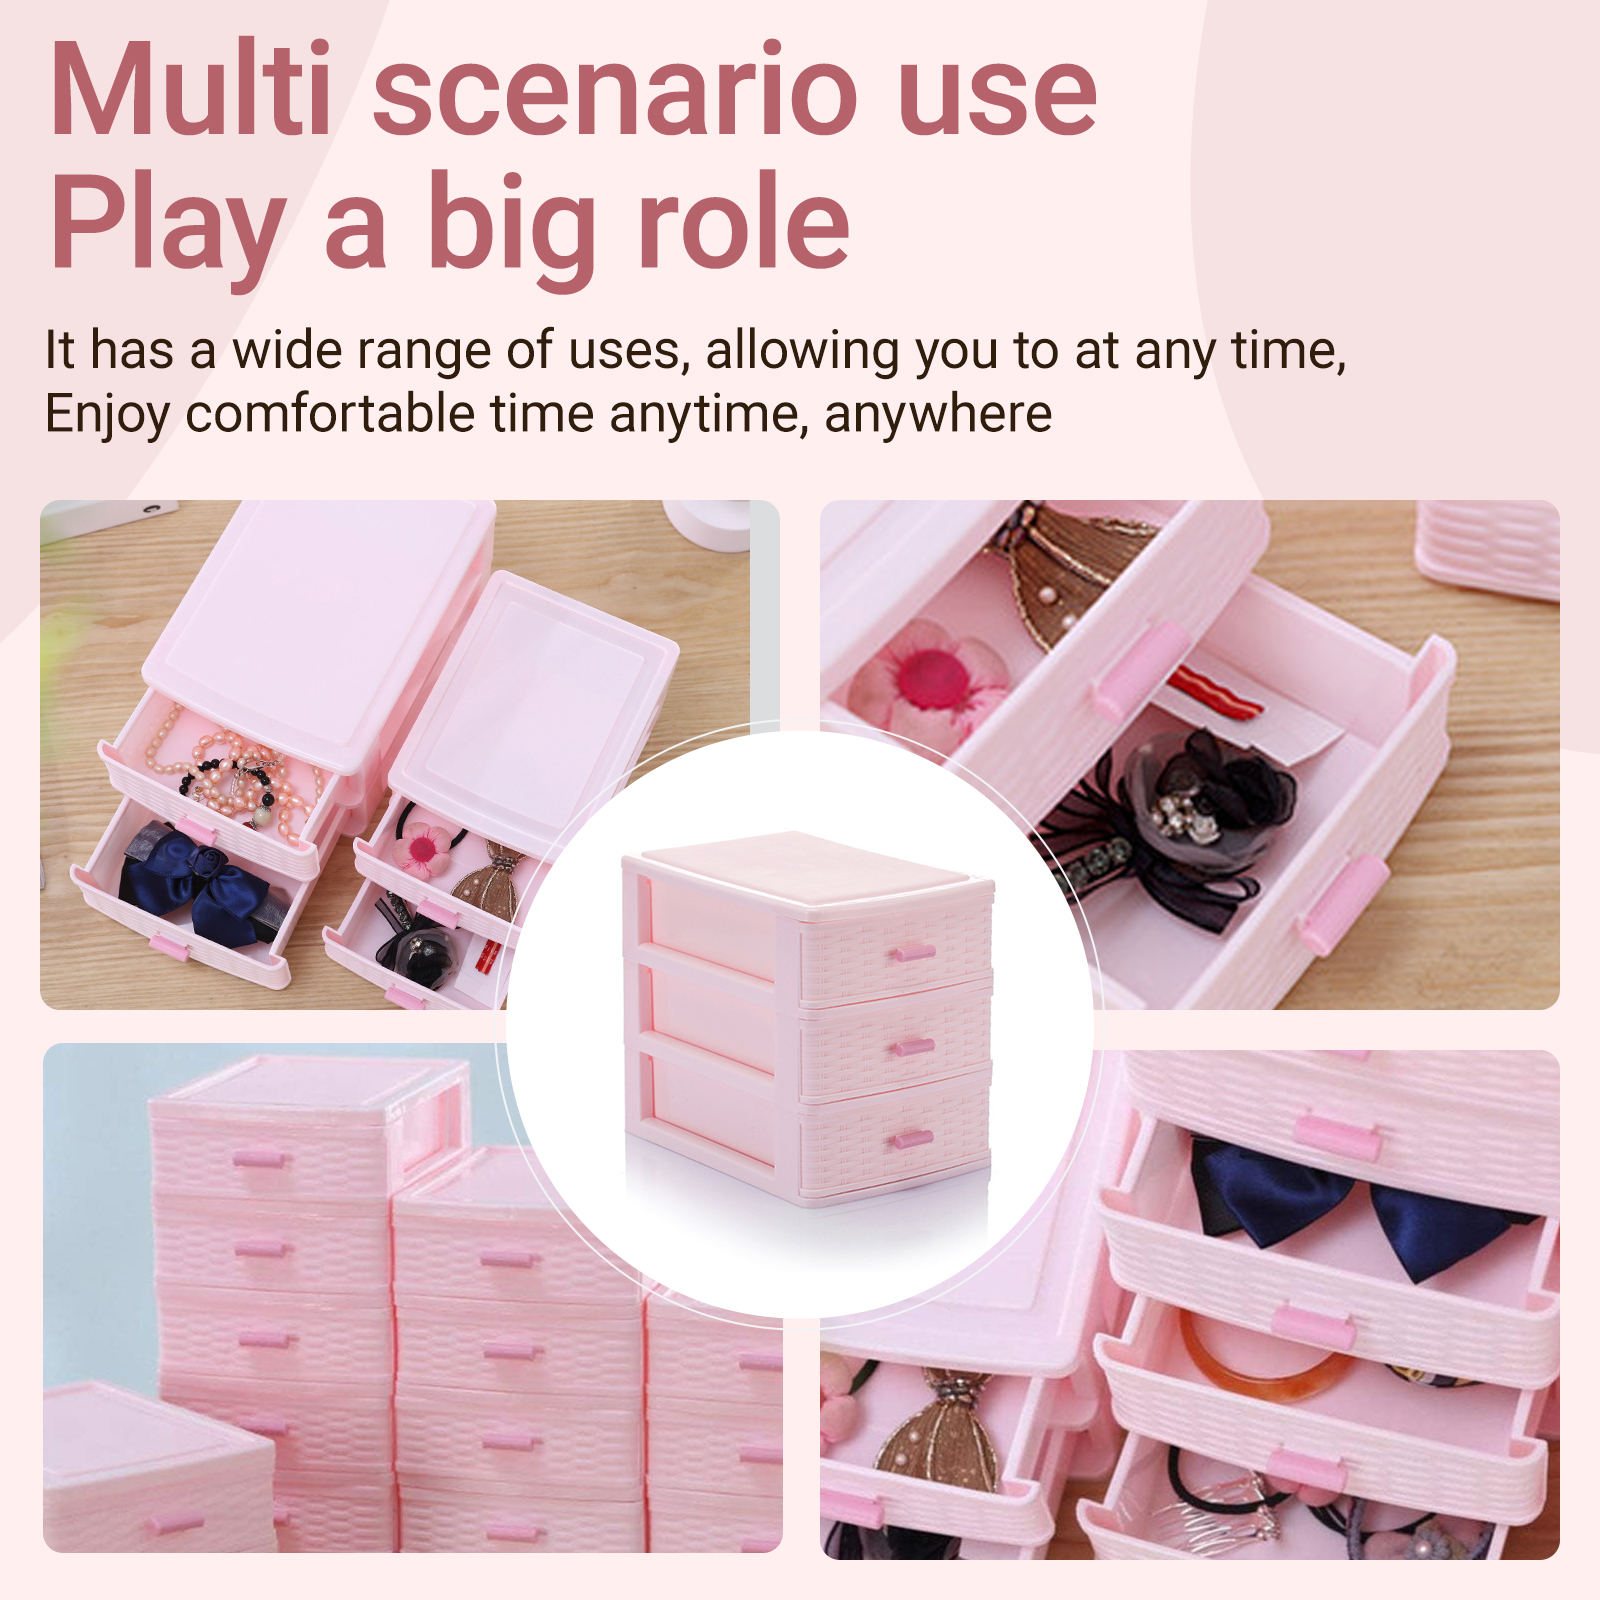 Multi scenario use
Play a big role
It has a wide range of uses, allowing you to at any time,
Enjoy comfortable time anytime, anywhere